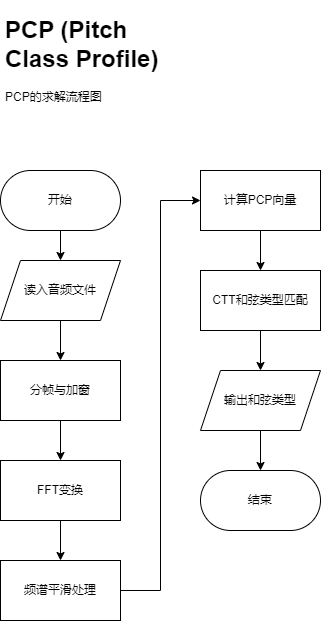 PCP (Pitch
Class Profile)
PCP的求解流程图
开始
读入音频文件
分帧与加窗
FFT变换
频谱平滑处理
计算PCP向量
CTT和弦类型匹配
输出和弦类型
结束